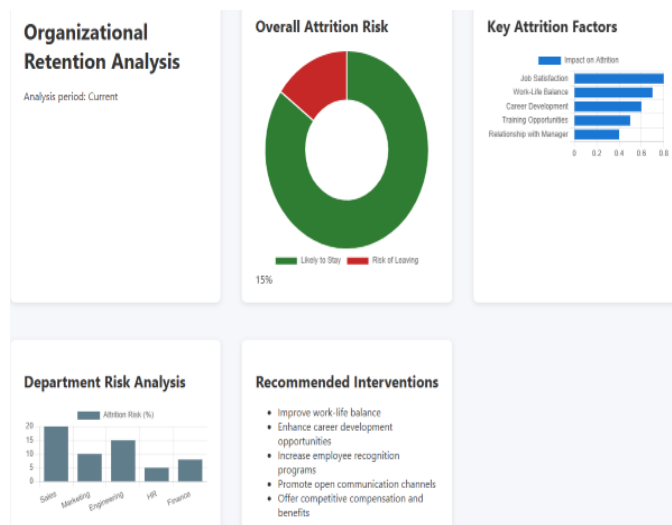 Organizational
Retention Analysis
Analysis period: Current
Overall Attrition Risk
Likely to Stay
Risk of Leaving
15%
Key Attrition Factors
Impact on Attrition
Job Satisfaction
Work-Life Balance
Career Development
Training Opportunities
Relationship with Manager
0 0.2 0.4 0.6 0.8
Department Risk Analysis
Attrition Risk (%)
20
15
10
5
0
Sales Marketing Engineering HR Finance
Recommended Interventions
• Improve work-life balance
• Enhance career development
opportunities
• Increase employee recognition
programs
• Promote open communication channels
• Offer competitive compensation and
benefits